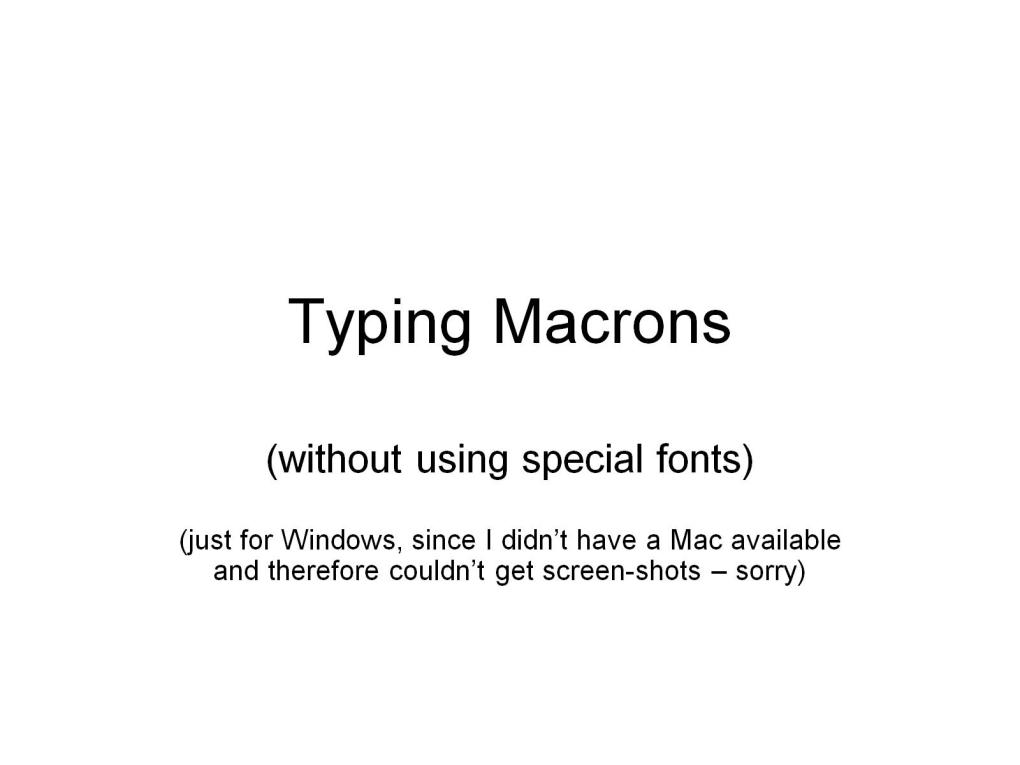 Typing Macrons
(without using special fonts)
(just for Windows, since I didn’t have a Mac available
and therefore couldn’t get screen-shots – sorry)